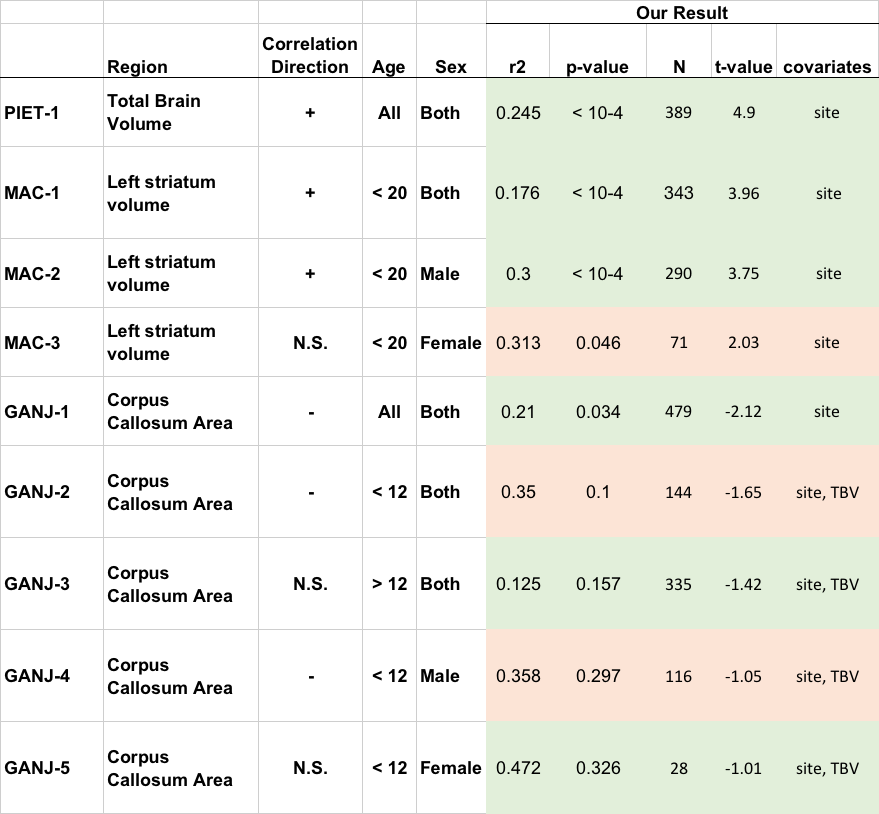 Our Result
Region Correlation Direction Age Sex r2 p-value N t-value covariates
PIET-1 Total Brain Volume + All Both 0.245 < 10-4 389 4.9 site
MAC-1 Left striatum volume + < 20 Both 0.176 < 10-4 343 3.96 site
MAC-2 Left striatum volume + < 20 Male 0.3 < 10-4 290 3.75 site
MAC-3 Left striatum volume N.S. < 20 Female 0.313 0.046 71 2.03 site
GANJ-1 Corpus Callosum Area - All Both 0.21 0.034 479 -2.12 site
GANJ-2 Corpus Callosum Area - < 12 Both 0.35 0.1 144 -1.65 site, TBV
GANJ-3 Corpus Callosum Area N.S. > 12 Both 0.125 0.157 335 -1.42 site, TBV
GANJ-4 Corpus Callosum Area - < 12 Male 0.358 0.297 116 -1.05 site, TBV
GANJ-5 Corpus Callosum Area N.S. < 12 Female 0.472 0.326 28 -1.01 site, TBV